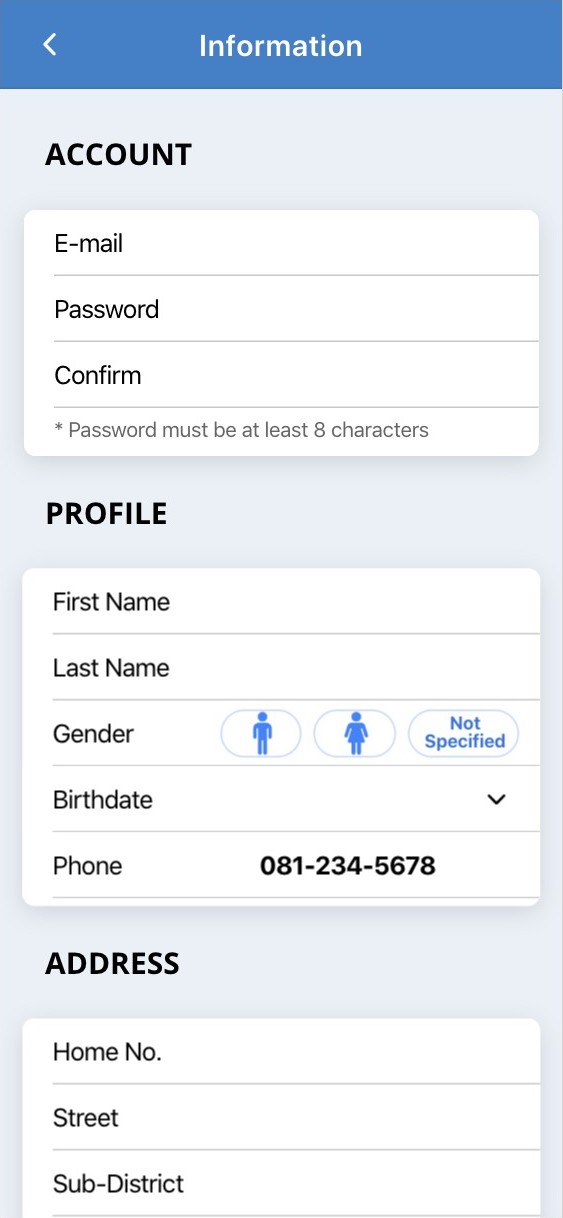 Information
ACCOUNT
E-mail
Password
Confirm
* Password must be at least 8 characters
PROFILE
First Name
Last Name
Gender
Not
Specified
Birthdate
Phone 081-234-5678
ADDRESS
Home No.
Street
Sub-District